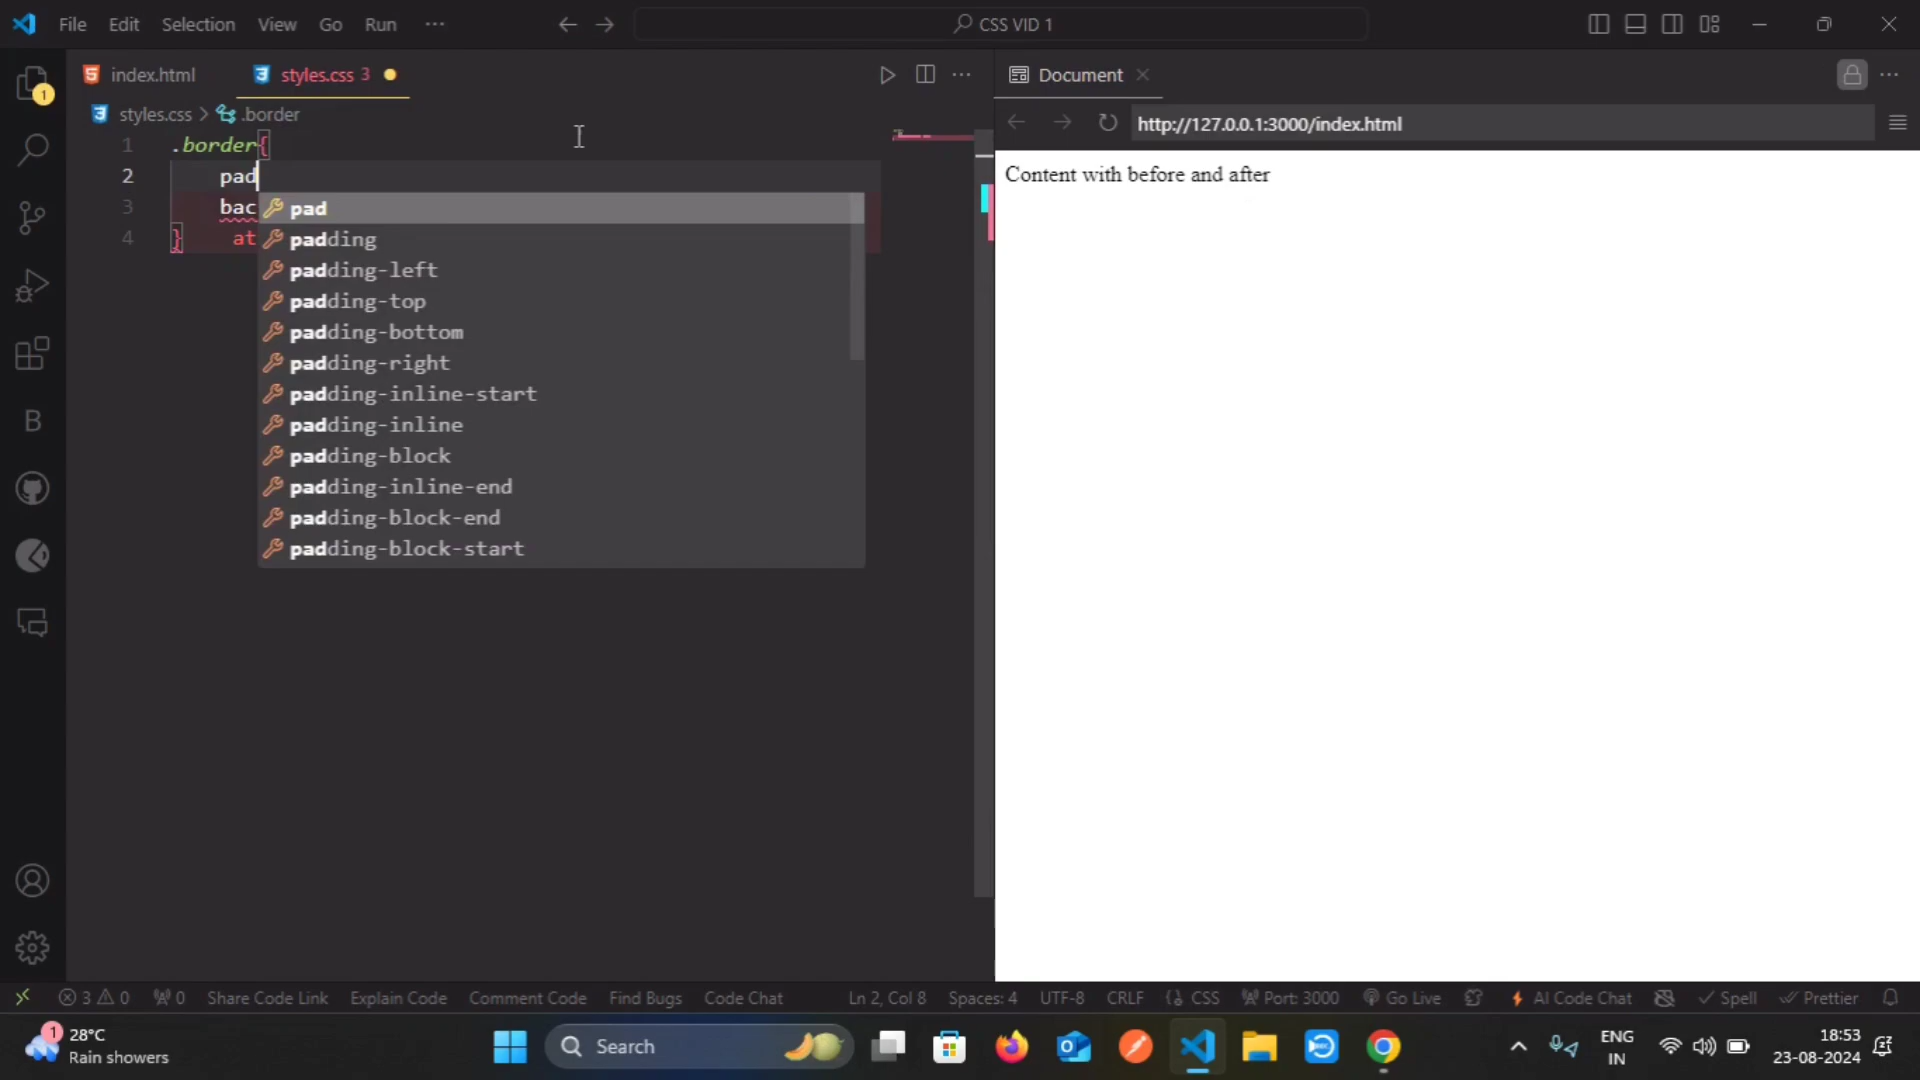 File Edit Selection View Go Run ···
CSS VID 1
index.html
styles.css 3
Document
styles.css > .border
http://127.0.0.1:3000/index.html
1 .border{
2 pad
3 bac
4 } at
pad
padding
padding-left
padding-top
padding-bottom
padding-right
padding-inline-start
padding-inline
padding-block
padding-inline-end
padding-block-end
padding-block-start
Content with before and after
1
B
3 0 0 Share Code Link Explain Code Comment Code Find Bugs Code Chat Ln 2, Col 8 Spaces: 4 UTF-8 CRLF {} CSS Port: 3000 Go Live AI Code Chat Spell Prettier
1
28°C
Rain showers
Search
ENG
IN
18:53
23-08-2024